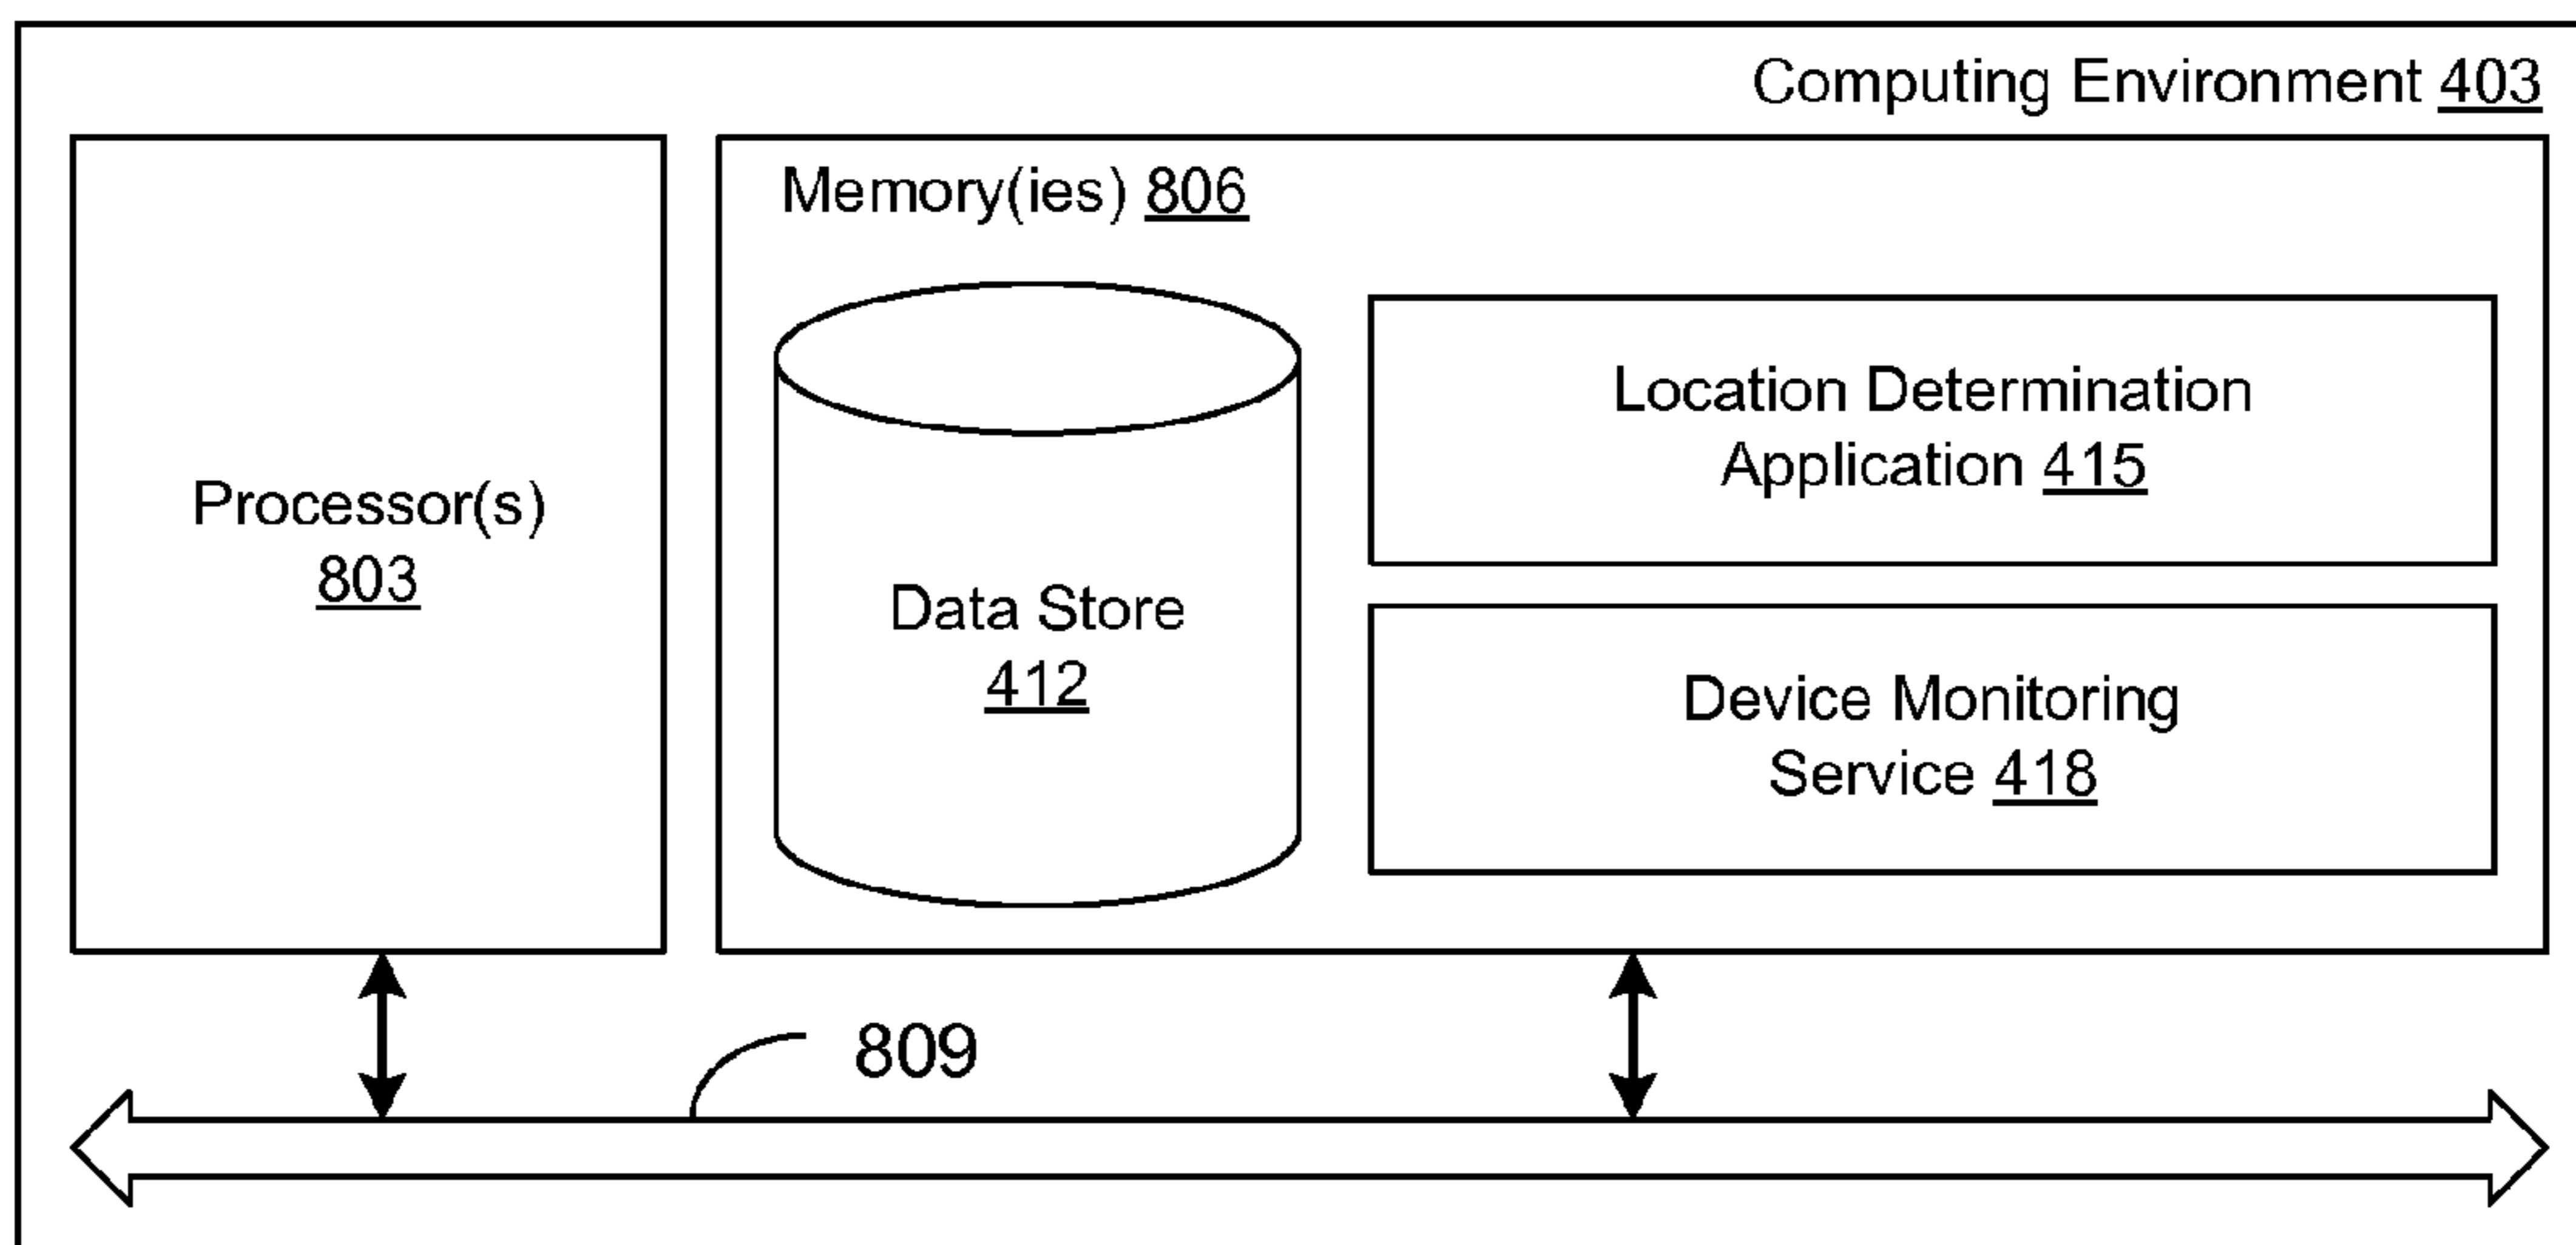 Computing Environment 403
Memory(ies) 806
Processor(s)
803
Data Store
412
Location Determination
Application 415
Device Monitoring
Service 418
809